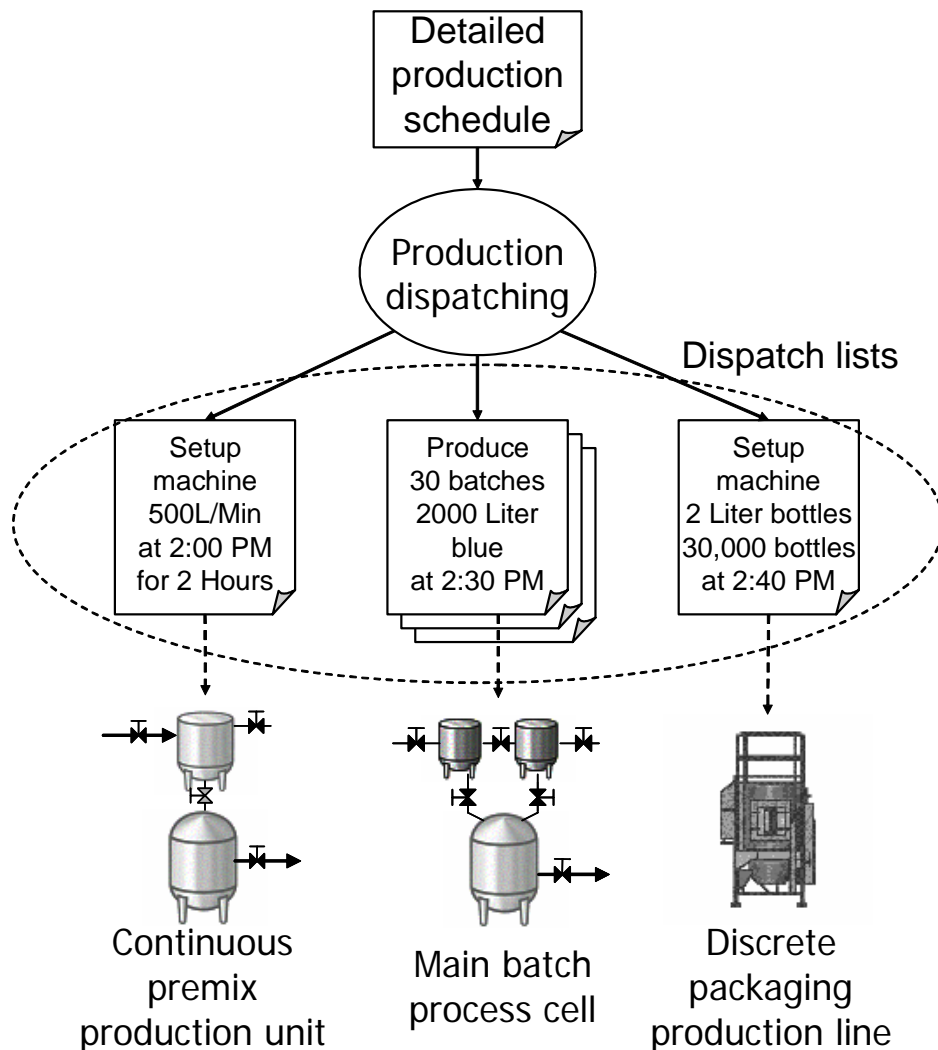 Detailed
production
schedule
Production
dispatching
Dispatch lists
Setup
machine
500L/Min
at 2:00 PM
for 2 Hours
Produce
30 batches
2000 Liter
blue
at 2:30 PM
Setup
machine
2 Liter bottles
30,000 bottles
at 2:40 PM
Continuous
premix
production unit
Main batch
process cell
Discrete
packaging
production line